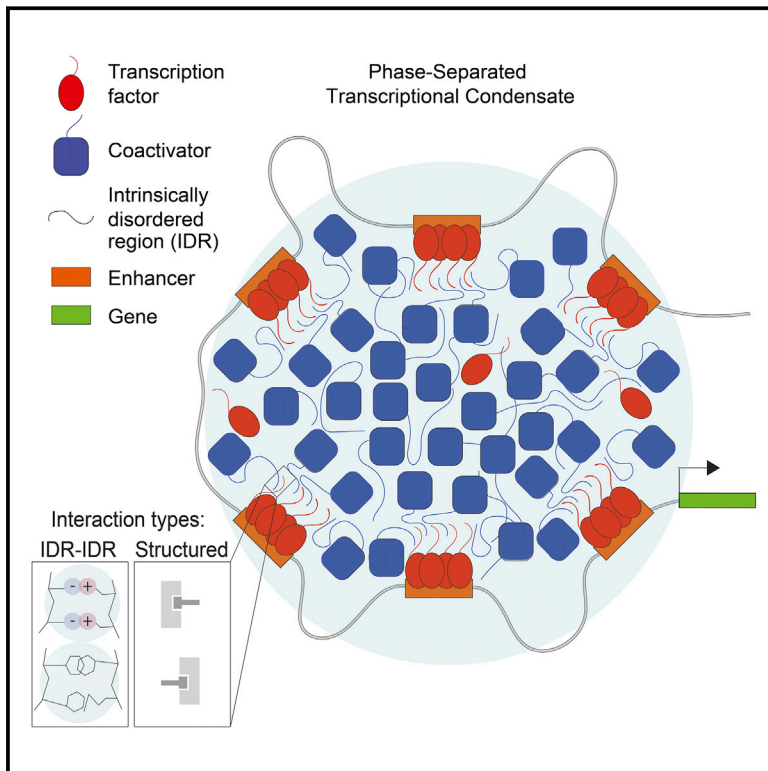 Transcription
factor
Coactivator
Intrinsically
disordered
region (IDR)
Enhancer
Gene
Phase-Separated
Transcriptional Condensate
Interaction types:
IDR-IDR Structured
- +
- +